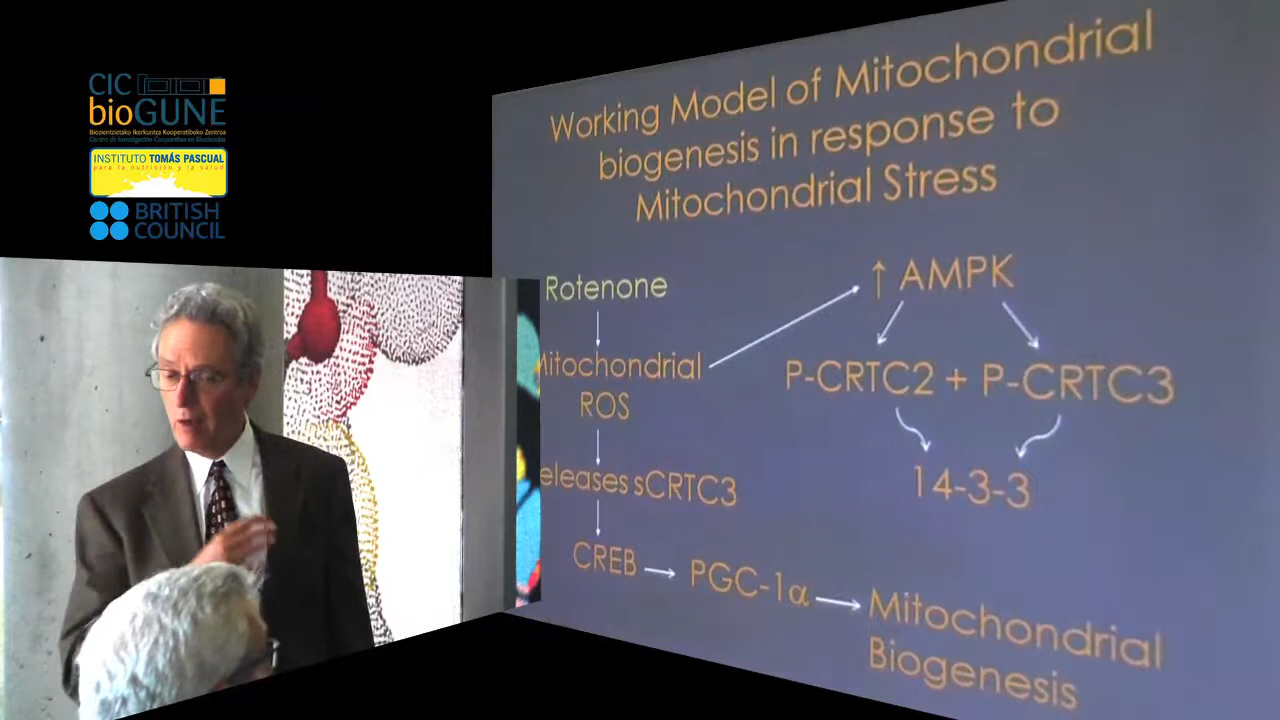 CIC
bioGUNE
Biozientzietako Ikerkuntza Kooperatiboko Zentroa
Centro de Investigación Cooperativa en Biociencias
INSTITUTO TOMÁS PASCUAL
para la nutrición y la salud
BRITISH
COUNCIL
Working Model of Mitochondrial
biogenesis in response to
Mitochondrial Stress
Rotenone
↑ AMPK
Mitochondrial
ROS
P-CRTC2 + P-CRTC3
eleases sCRTC3
14-3-3
CREB → PGC-1α → Mitochondrial
Biogenesis